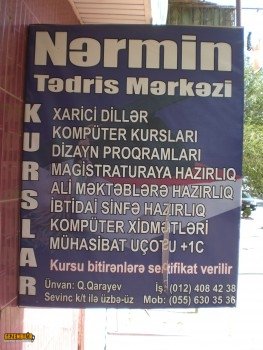 Nərmin
Tədris Mərkəzi
KURSLAR
XARİCİ DİLLƏR
KOMPÜTER KURSLARI
DİZAYN PROQRAMLARI
MAGİSTRATURAYA HAZIRLIQ
ALİ MƏKTƏBLƏRƏ HAZIRLIQ
İBTİDAİ SİNFƏ HAZIRLIQ
KOMPÜTER XİDMƏTLƏRİ
MÜHASİBAT UÇOTU +1C
Kursu bitirənlərə sertifikat verilir
Ünvan: Q.Qarayev İş: (012) 408 42 38
Sevinc k/t ilə üzbə-üz Mob: (055) 630 35 36